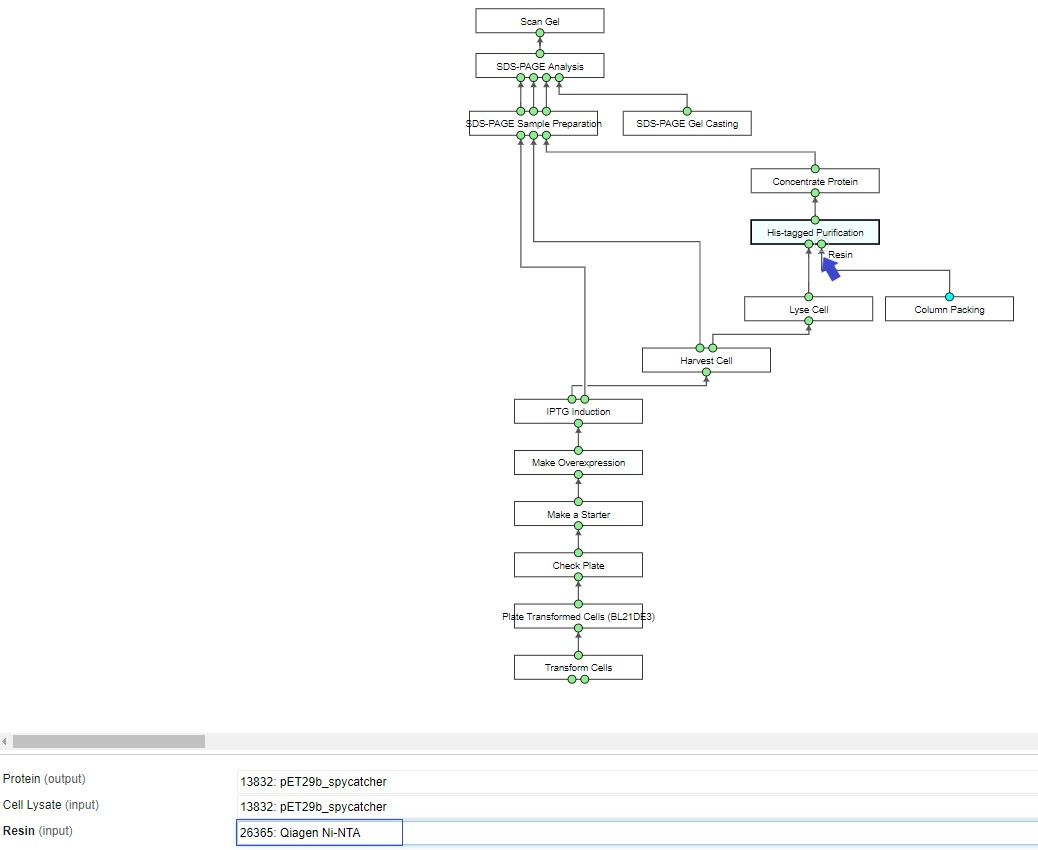 Scan Gel
SDS-PAGE Analysis
SDS-PAGE Sample Preparation
SDS-PAGE Gel Casting
Concentrate Protein
His-tagged Purification
Resin
Lyse Cell
Column Packing
Harvest Cell
IPTG Induction
Make Overexpression
Make a Starter
Check Plate
Plate Transformed Cells (BL21DE3)
Transform Cells
Protein (output)
13832: pET29b_spycatcher
Cell Lysate (input)
13832: pET29b_spycatcher
Resin (input)
26365: Qiagen Ni-NTA